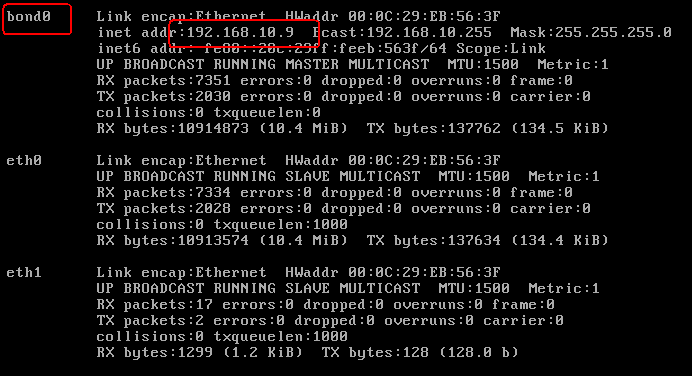 bond0 Link encap:Ethernet HWaddr 00:0C:29:EB:56:3F
inet addr:192.168.10.9 Bcast:192.168.10.255 Mask:255.255.255.0
inet6 addr: fe80::20c:29ff:feeb:563f/64 Scope:Link
UP BROADCAST RUNNING MASTER MULTICAST MTU:1500 Metric:1
RX packets:7351 errors:0 dropped:0 overruns:0 frame:0
TX packets:2030 errors:0 dropped:0 overruns:0 carrier:0
collisions:0 txqueuelen:0
RX bytes:10914873 (10.4 MiB) TX bytes:137762 (134.5 KiB)
eth0 Link encap:Ethernet HWaddr 00:0C:29:EB:56:3F
UP BROADCAST RUNNING SLAVE MULTICAST MTU:1500 Metric:1
RX packets:7334 errors:0 dropped:0 overruns:0 frame:0
TX packets:2028 errors:0 dropped:0 overruns:0 carrier:0
collisions:0 txqueuelen:1000
RX bytes:10913574 (10.4 MiB) TX bytes:137634 (134.4 KiB)
eth1 Link encap:Ethernet HWaddr 00:0C:29:EB:56:3F
UP BROADCAST RUNNING SLAVE MULTICAST MTU:1500 Metric:1
RX packets:17 errors:0 dropped:0 overruns:0 frame:0
TX packets:2 errors:0 dropped:0 overruns:0 carrier:0
collisions:0 txqueuelen:1000
RX bytes:1299 (1.2 KiB) TX bytes:128 (128.0 b)